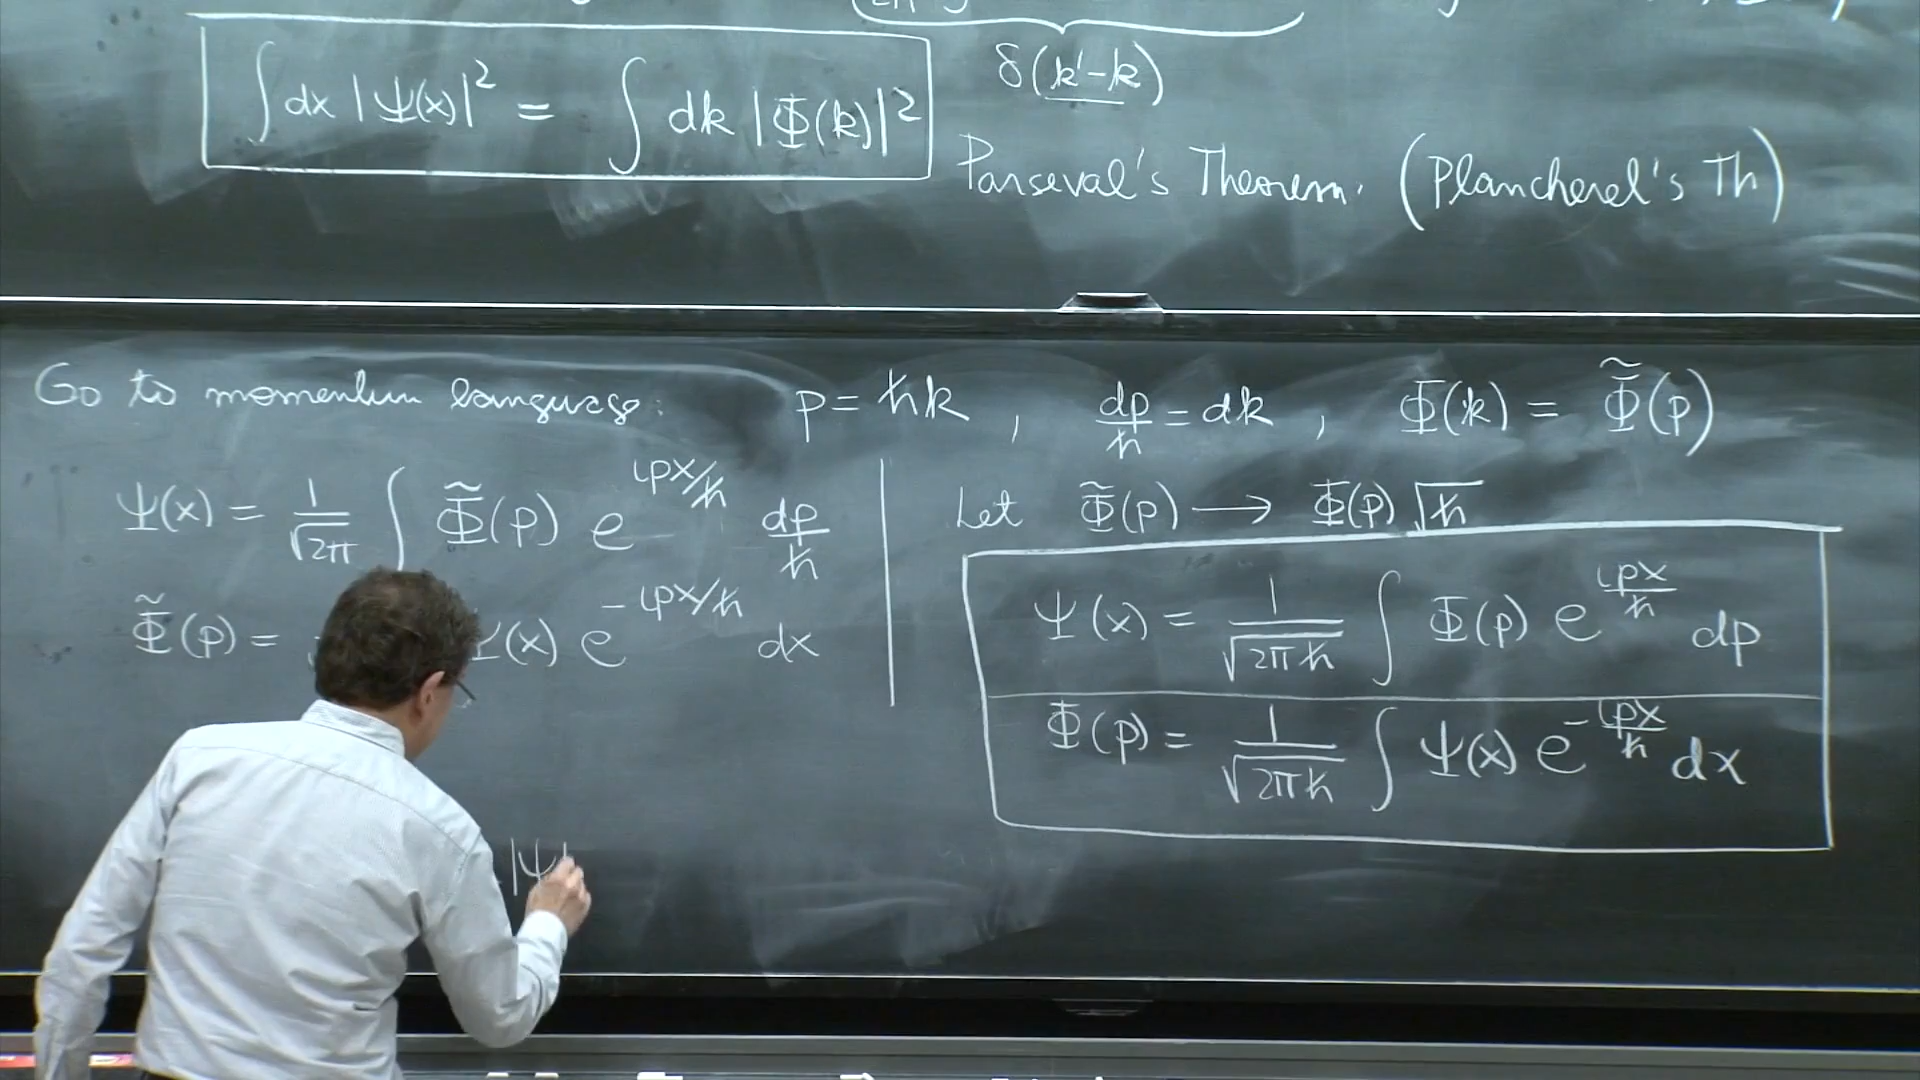 ∫ dx |Ψ(x)|² = ∫ dk |Φ(k)|²
δ(k'-k)
Parseval's Theorem. (Plancherel's Th)
Go to momentum language: p = ħk , dp/ħ = dk , Φ(k) = Φ̃(p)
Ψ(x) = 1/√2π ∫ Φ̃(p) e^{ipx/ħ} dp/ħ
Φ̃(p) = Ψ(x) e^{-ipx/ħ} dx
Let Φ̃(p) → Φ(p) √ħ
Ψ(x) = 1/√2πħ ∫ Φ(p) e^{ipx/ħ} dp
Φ(p) = 1/√2πħ ∫ Ψ(x) e^{-ipx/ħ} dx
|Ψ|